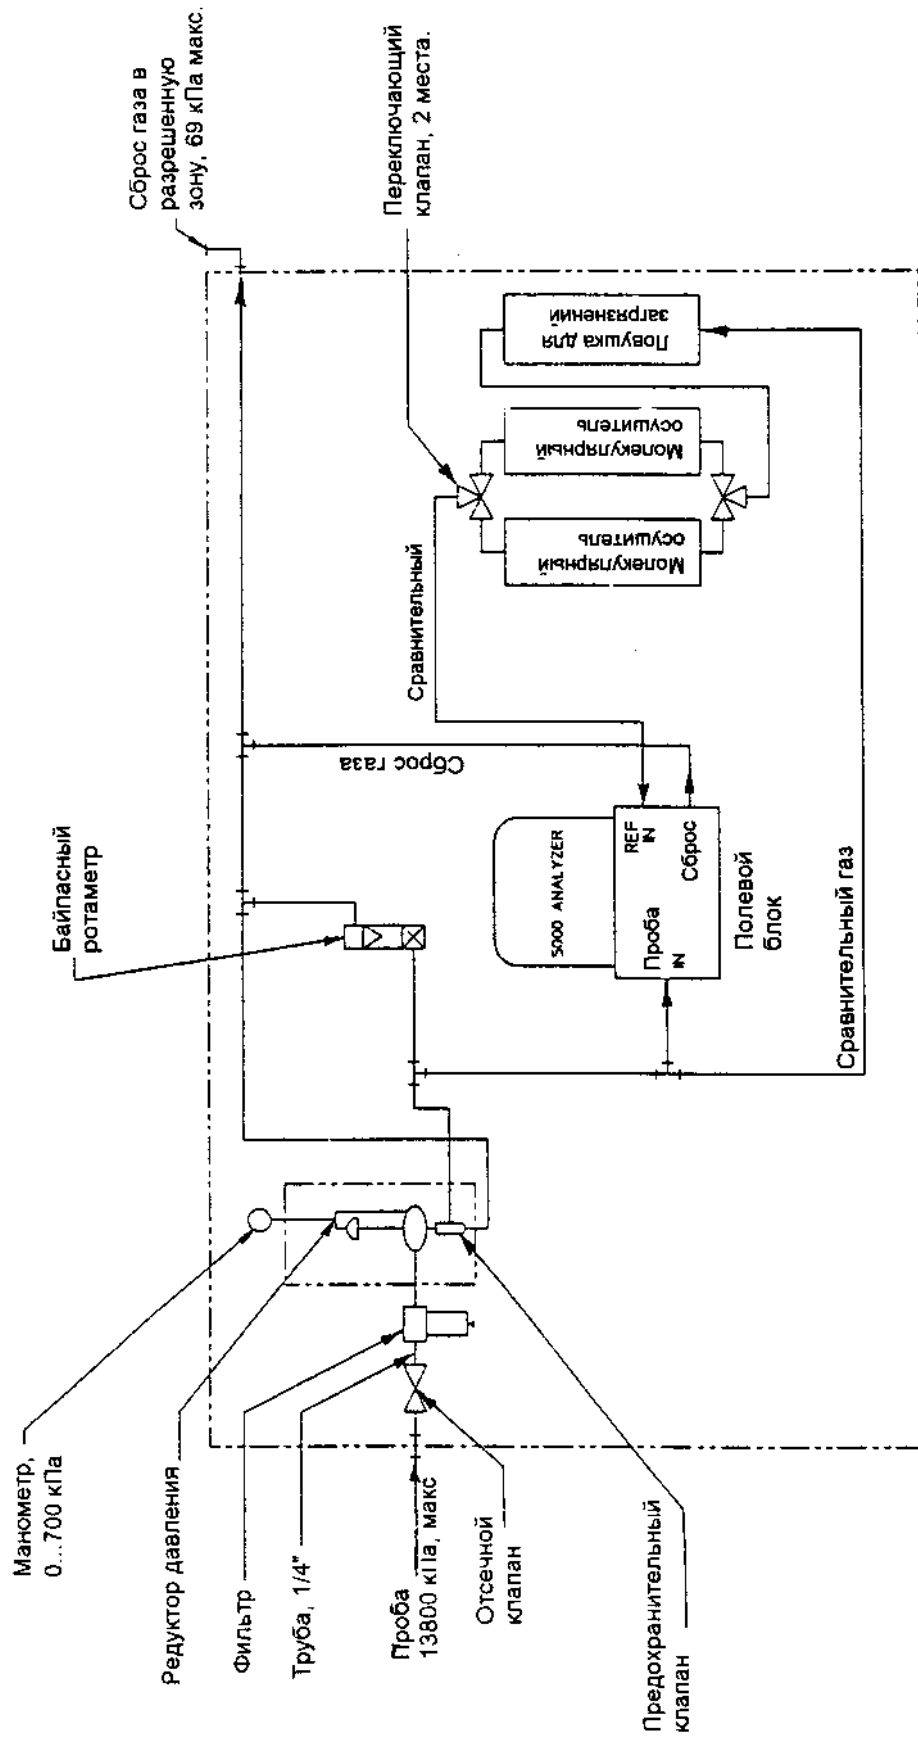 Манометр,
0...700 кПа
Редуктор давления
Фильтр
Труба, 1/4"
Проба
13800 кПа, макс
Отсечной
клапан
Предохранительный
клапан
Байпасный
ротаметр
Сброс газа в
разрешенную
зону, 69 кПа макс.
Переключающий
клапан, 2 места.
Сброс газа
Сравнительный
5000 ANALYZER
Проба
IN
REF
IN
Сброс
Полевой
блок
Сравнительный газ
Молекулярный
осушитель
Молекулярный
осушитель
Ловушка для
загрязнений